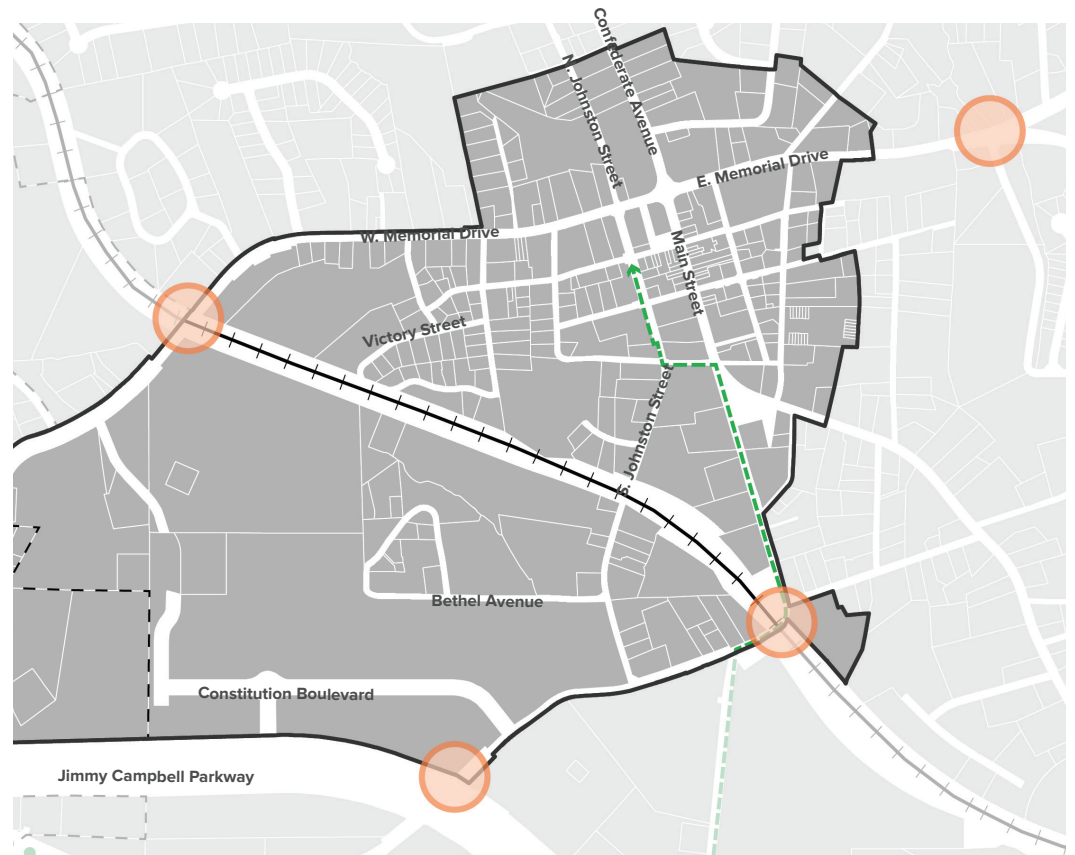 Confederate Avenue
N. Johnston Street
E. Memorial Drive
W. Memorial Drive
Main Street
Victory Street
S. Johnston Street
Bethel Avenue
Constitution Boulevard
Jimmy Campbell Parkway